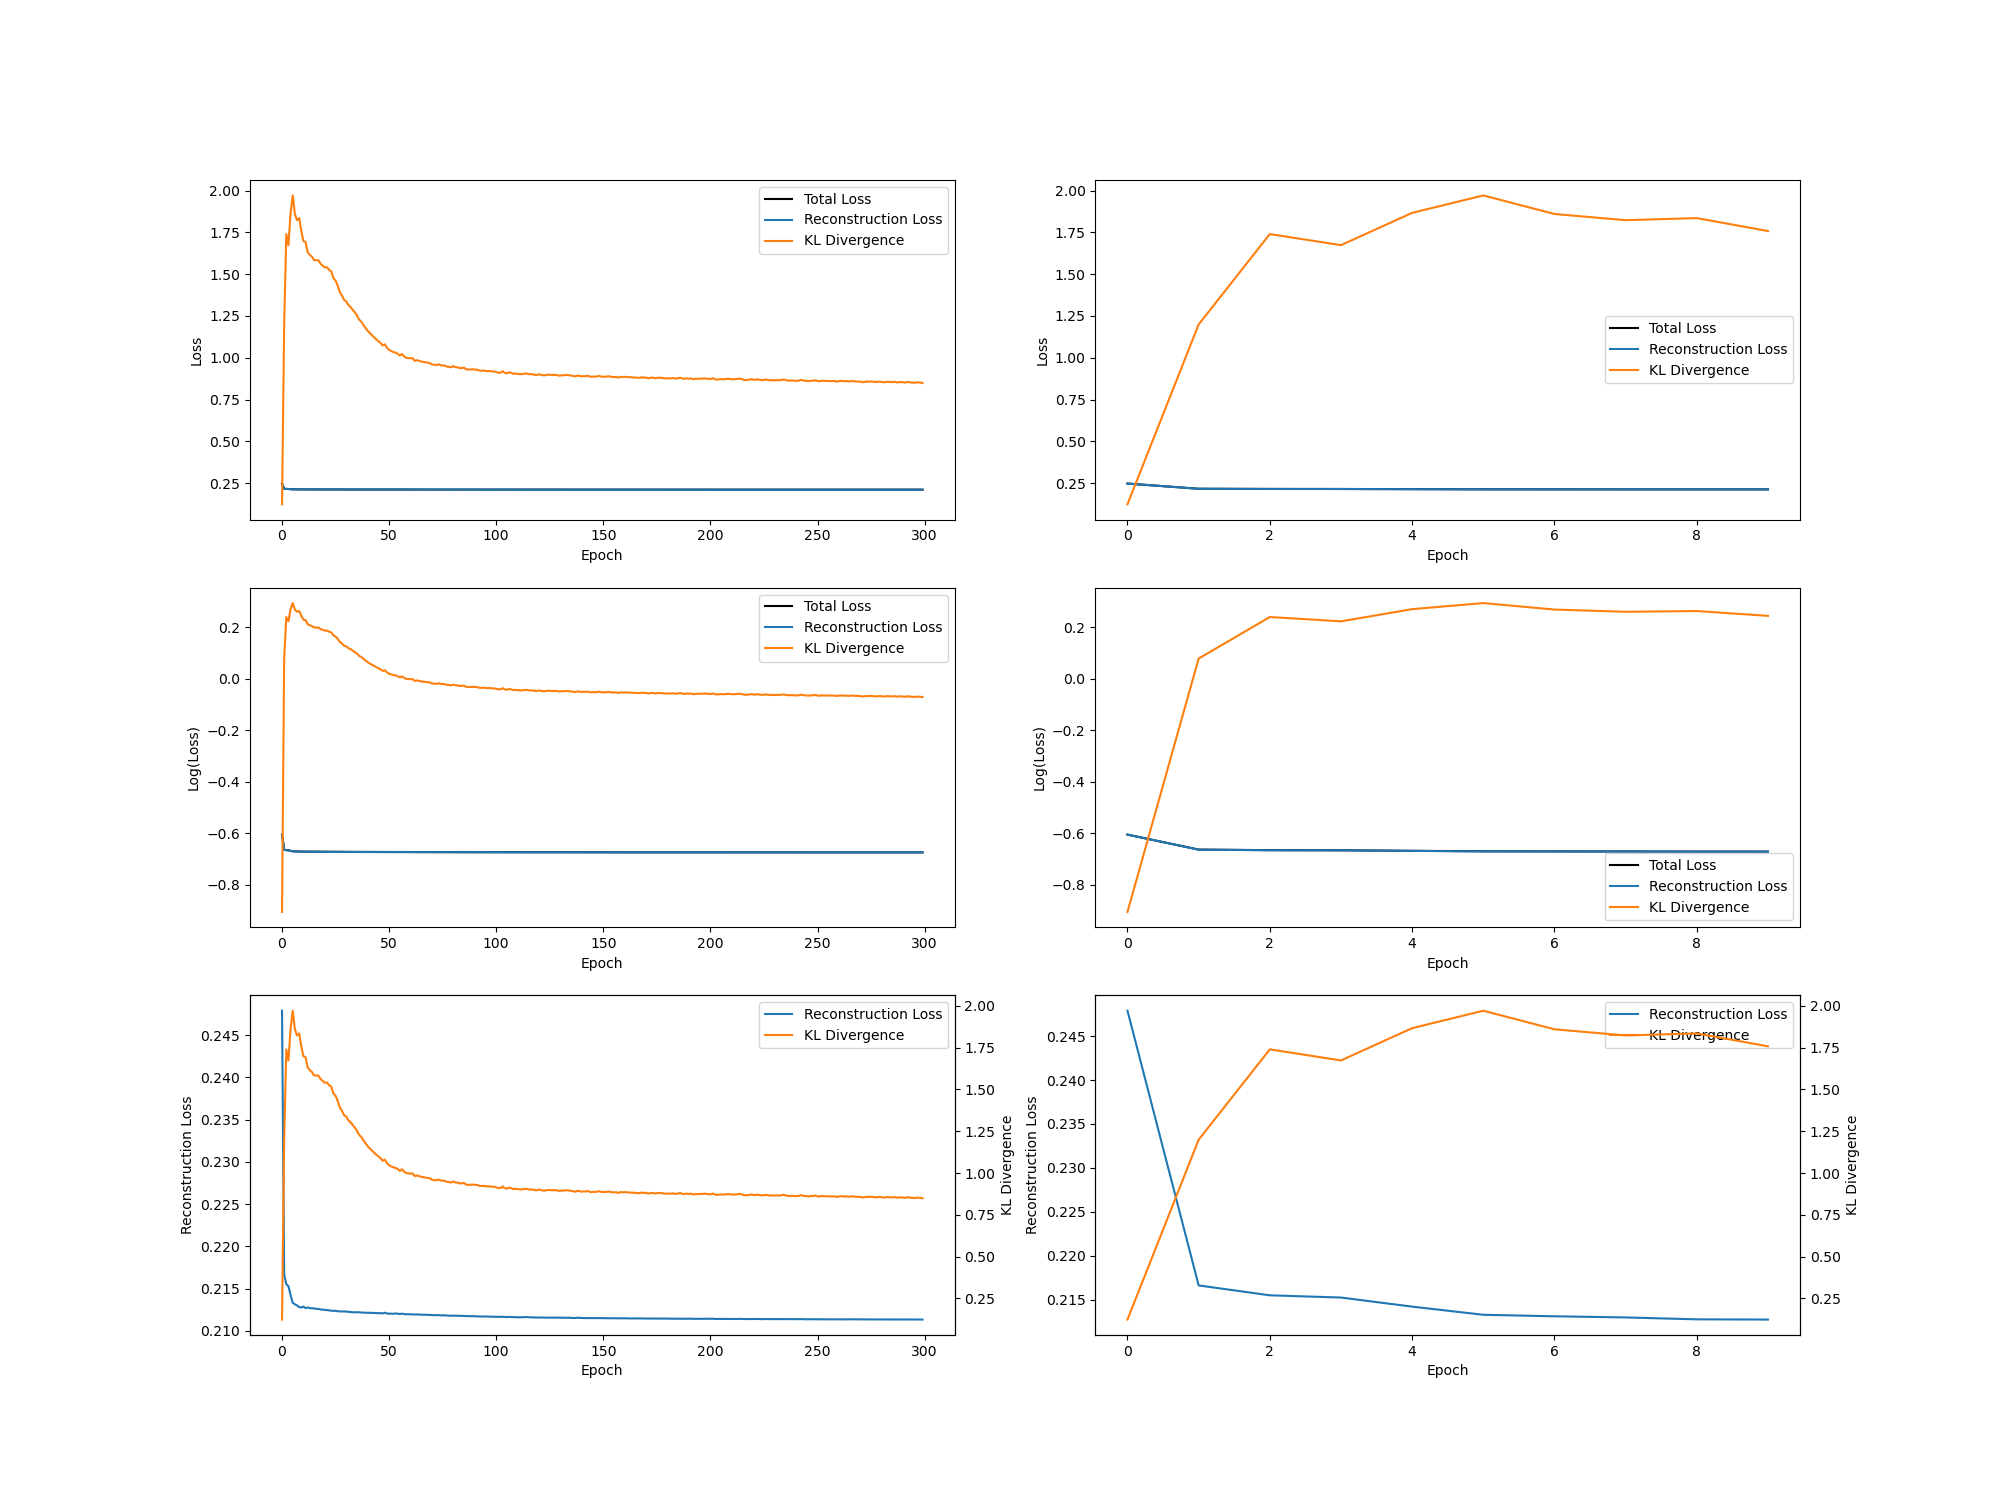 2.00
1.75
1.50
1.25
1.00
0.75
0.50
0.25
Loss
0 50 100 150 200 250 300
Epoch
Total Loss
Reconstruction Loss
KL Divergence
2.00
1.75
1.50
1.25
1.00
0.75
0.50
0.25
Loss
0 2 4 6 8
Epoch
Total Loss
Reconstruction Loss
KL Divergence
0.2
0.0
−0.2
−0.4
−0.6
−0.8
Log(Loss)
0 50 100 150 200 250 300
Epoch
Total Loss
Reconstruction Loss
KL Divergence
0.2
0.0
−0.2
−0.4
−0.6
−0.8
Log(Loss)
0 2 4 6 8
Epoch
Total Loss
Reconstruction Loss
KL Divergence
0.245
0.240
0.235
0.230
0.225
0.220
0.215
0.210
Reconstruction Loss
0 50 100 150 200 250 300
Epoch
Reconstruction Loss
KL Divergence
2.00
1.75
1.50
1.25
1.00
0.75
0.50
0.25
KL Divergence
0.245
0.240
0.235
0.230
0.225
0.220
0.215
Reconstruction Loss
0 2 4 6 8
Epoch
Reconstruction Loss
KL Divergence
2.00
1.75
1.50
1.25
1.00
0.75
0.50
0.25
KL Divergence